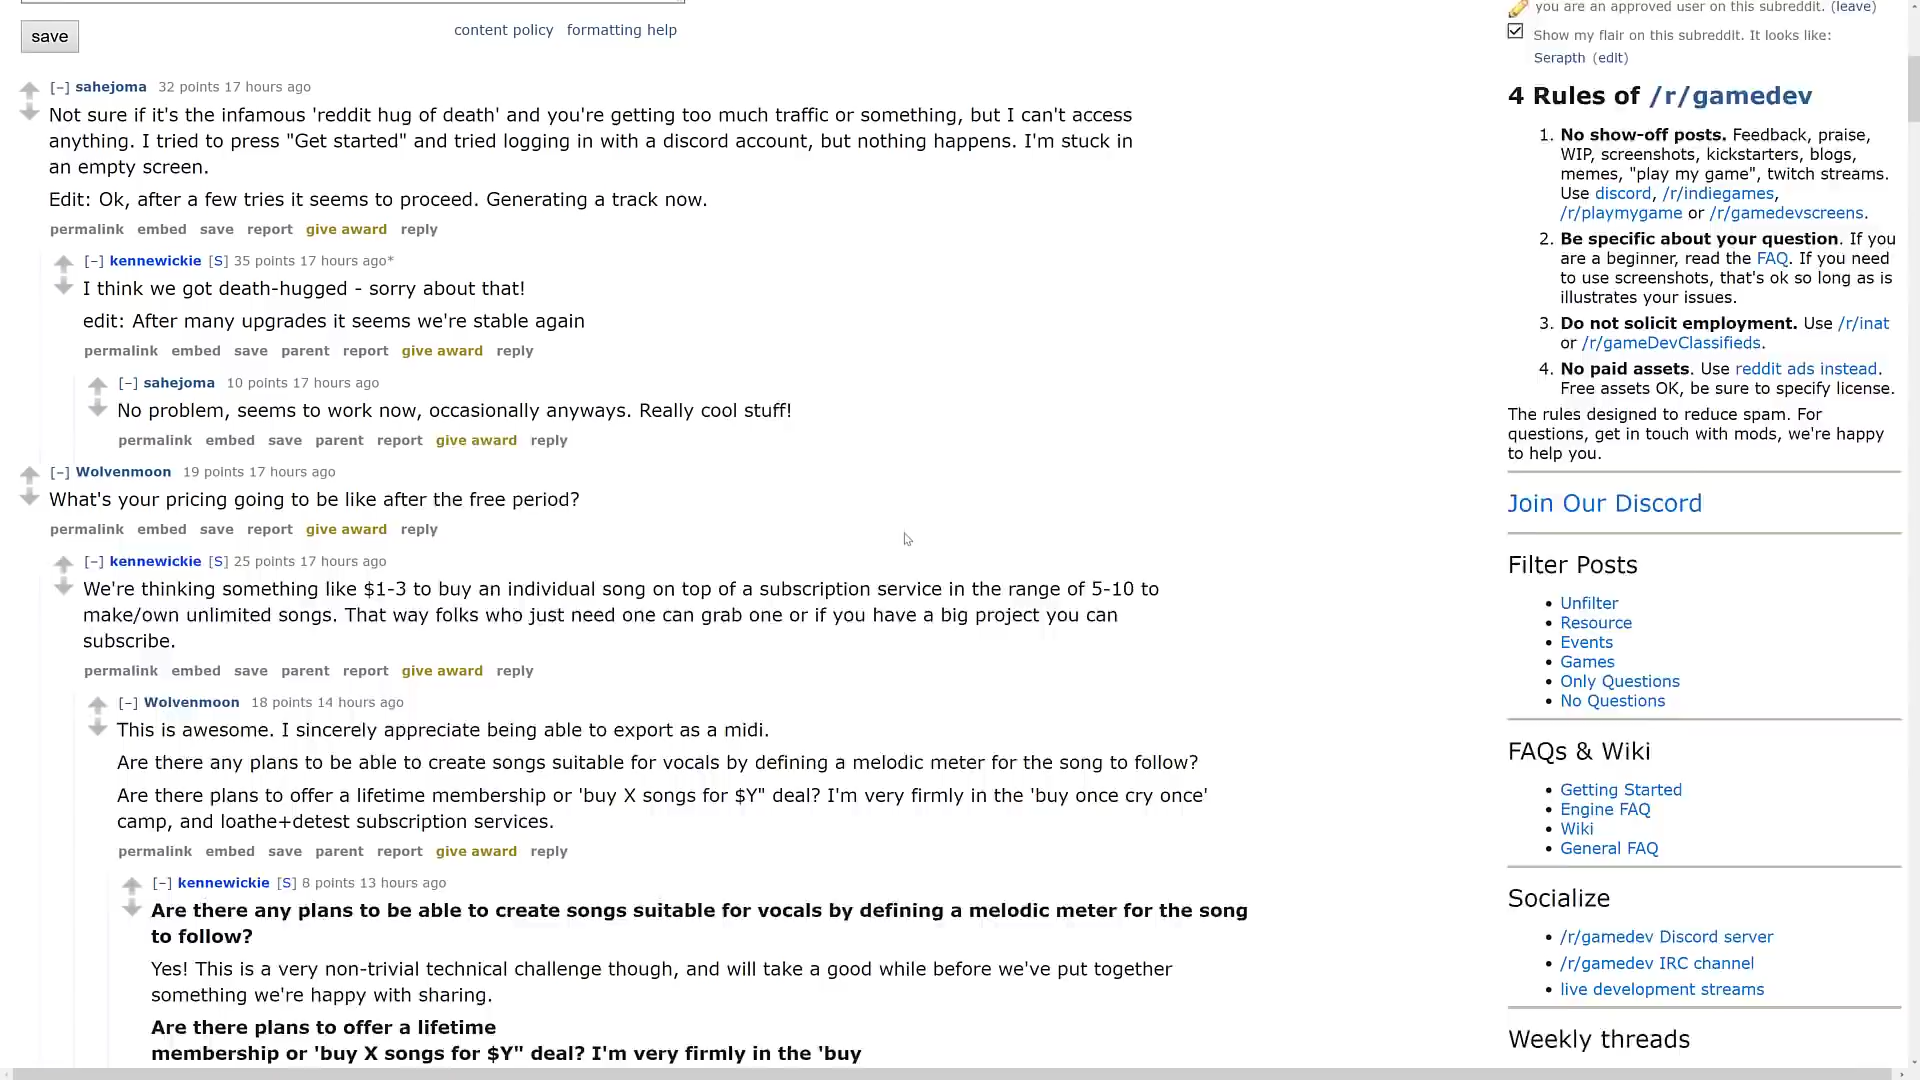 save
content policy formatting help
[–] sahejoma 32 points 17 hours ago
Not sure if it's the infamous 'reddit hug of death' and you're getting too much traffic or something, but I can't access
anything. I tried to press "Get started" and tried logging in with a discord account, but nothing happens. I'm stuck in
an empty screen.
Edit: Ok, after a few tries it seems to proceed. Generating a track now.
permalink embed save report give award reply
[–] kennewickie [S] 35 points 17 hours ago*
I think we got death-hugged - sorry about that!
edit: After many upgrades it seems we're stable again
permalink embed save parent report give award reply
[–] sahejoma 10 points 17 hours ago
No problem, seems to work now, occasionally anyways. Really cool stuff!
permalink embed save parent report give award reply
[–] Wolvenmoon 19 points 17 hours ago
What's your pricing going to be like after the free period?
permalink embed save report give award reply
[–] kennewickie [S] 25 points 17 hours ago
We're thinking something like $1-3 to buy an individual song on top of a subscription service in the range of 5-10 to
make/own unlimited songs. That way folks who just need one can grab one or if you have a big project you can
subscribe.
permalink embed save parent report give award reply
[–] Wolvenmoon 18 points 14 hours ago
This is awesome. I sincerely appreciate being able to export as a midi.
Are there any plans to be able to create songs suitable for vocals by defining a melodic meter for the song to follow?
Are there plans to offer a lifetime membership or 'buy X songs for $Y" deal? I'm very firmly in the 'buy once cry once'
camp, and loathe+detest subscription services.
permalink embed save parent report give award reply
[–] kennewickie [S] 8 points 13 hours ago
Are there any plans to be able to create songs suitable for vocals by defining a melodic meter for the song
to follow?
Yes! This is a very non-trivial technical challenge though, and will take a good while before we've put together
something we're happy with sharing.
Are there plans to offer a lifetime
membership or 'buy X songs for $Y" deal? I'm very firmly in the 'buy
you are an approved user on this subreddit. (leave)
Show my flair on this subreddit. It looks like:
Serapth (edit)
4 Rules of /r/gamedev
1. No show-off posts. Feedback, praise,
WIP, screenshots, kickstarters, blogs,
memes, "play my game", twitch streams.
Use discord, /r/indiegames,
/r/playmygame or /r/gamedevscreens.
2. Be specific about your question. If you
are a beginner, read the FAQ. If you need
to use screenshots, that's ok so long as is
illustrates your issues.
3. Do not solicit employment. Use /r/inat
or /r/gameDevClassifieds.
4. No paid assets. Use reddit ads instead.
Free assets OK, be sure to specify license.
The rules designed to reduce spam. For
questions, get in touch with mods, we're happy
to help you.
Join Our Discord
Filter Posts
Unfilter
Resource
Events
Games
Only Questions
No Questions
FAQs & Wiki
Getting Started
Engine FAQ
Wiki
General FAQ
Socialize
/r/gamedev Discord server
/r/gamedev IRC channel
live development streams
Weekly threads